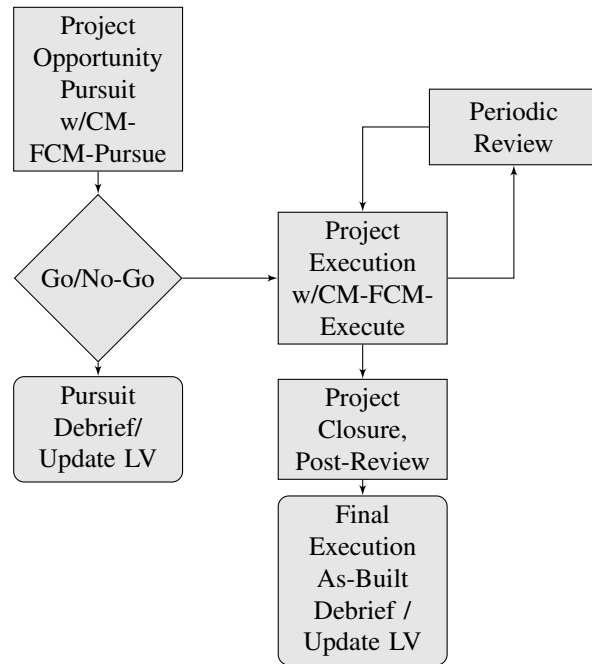 Project
Opportunity
Pursuit
w/CM-
FCM-Pursue
Periodic
Review
Go/No-Go
Project
Execution
w/CM-FCM-
Execute
Pursuit
Debrief/
Update LV
Project
Closure,
Post-Review
Final
Execution
As-Built
Debrief /
Update LV